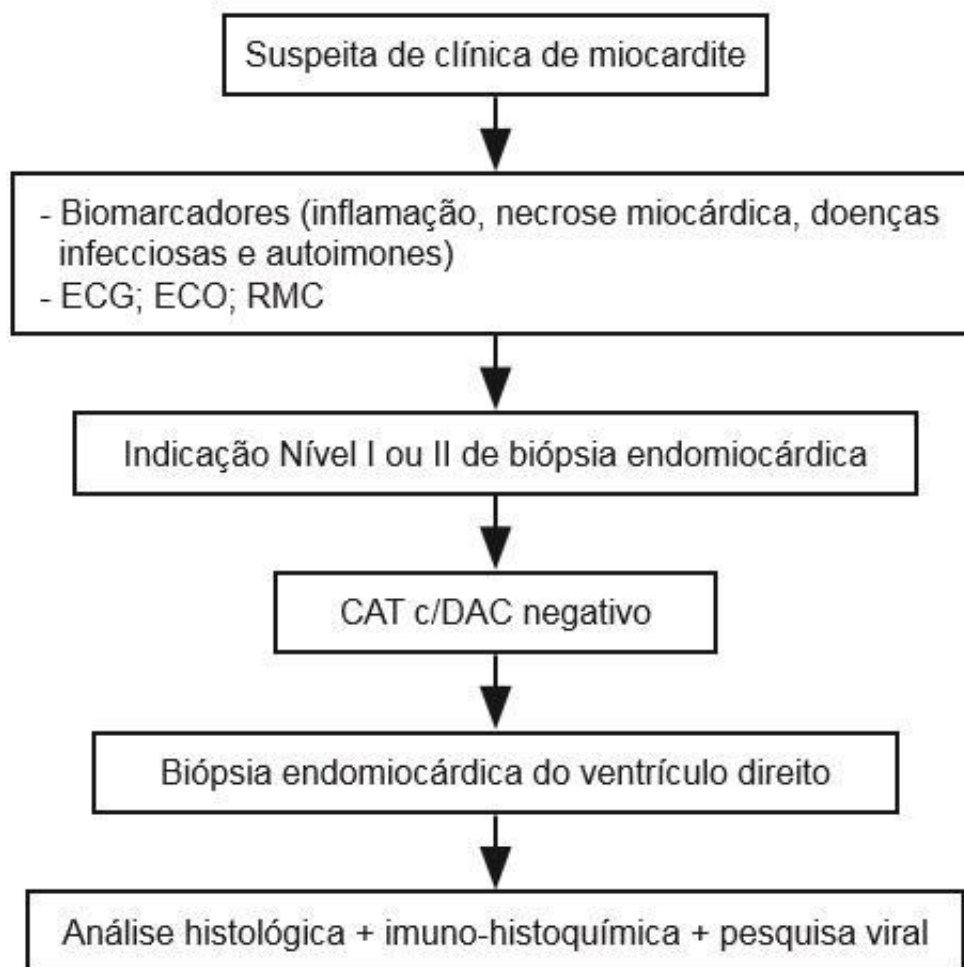 Suspeita de clínica de miocardite
- Biomarcadores (inflamação, necrose miocárdica, doenças
infecciosas e autoimones)
- ECG; ECO; RMC
Indicação Nível I ou II de biópsia endomiocárdica
CAT c/DAC negativo
Biópsia endomiocárdica do ventrículo direito
Análise histológica + imuno-histoquímica + pesquisa viral